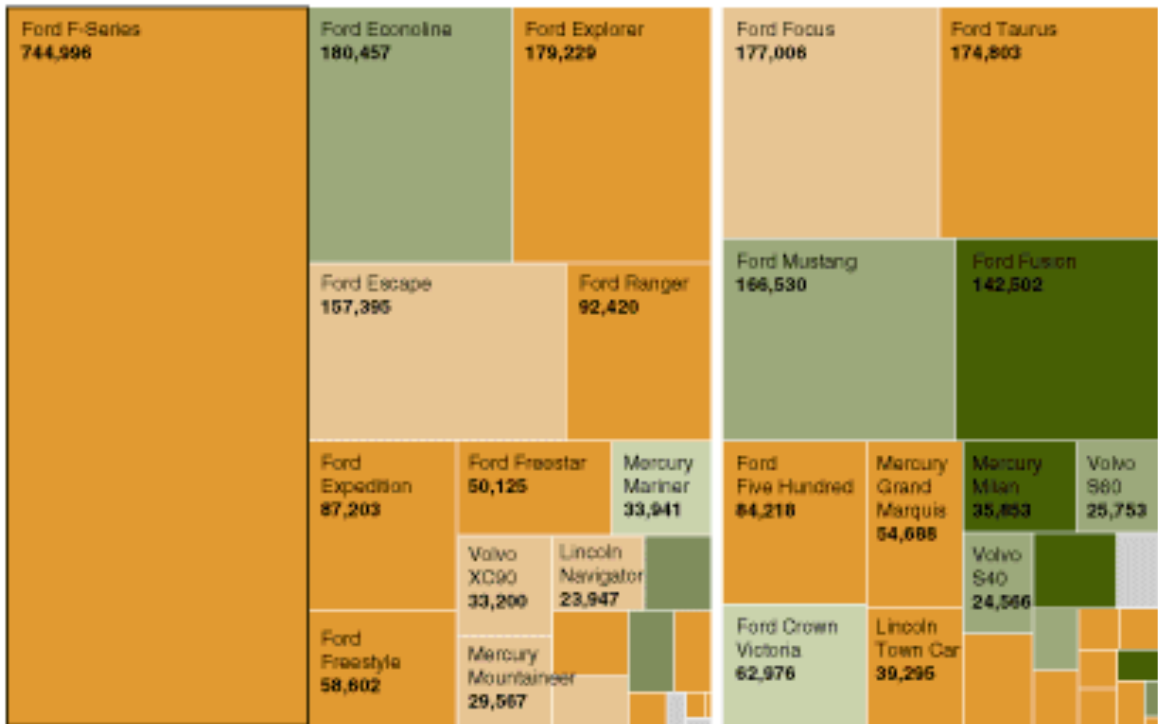 Ford F-Series
744,996
Ford Econoline
180,457
Ford Explorer
179,229
Ford Escape
157,395
Ford Ranger
92,420
Ford
Expedition
87,203
Ford Freestar
50,125
Mercury
Mariner
33,941
Volvo
XC90
33,200
Lincoln
Navigator
23,947
Ford
Freestyle
58,602
Mercury
Mountaineer
29,567
Ford Focus
177,006
Ford Taurus
174,803
Ford Mustang
166,530
Ford Fusion
142,502
Ford
Five Hundred
84,218
Mercury
Grand
Marquis
54,688
Mercury
Milan
35,853
Volvo
S60
25,753
Volvo
S40
24,566
Ford Crown
Victoria
62,976
Lincoln
Town Car
39,295